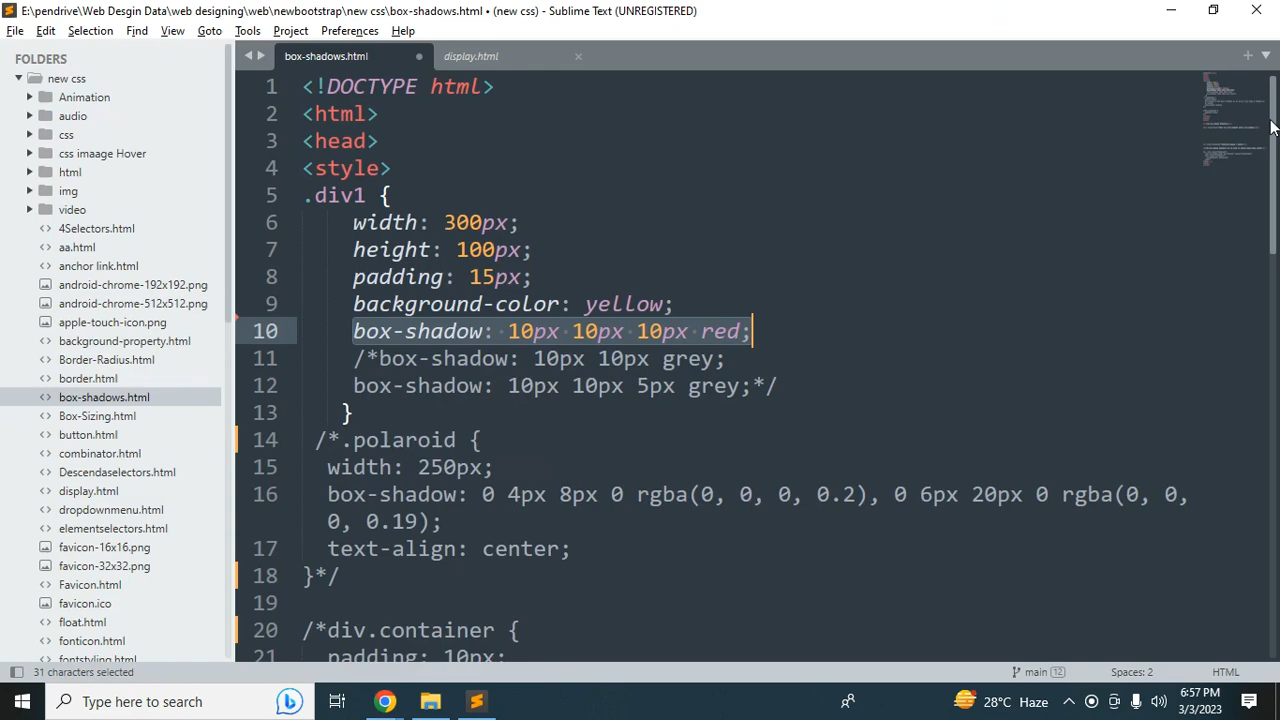 E:\pendrive\Web Desgin Data\web designing\web\newbootstrap\new css\box-shadows.html • (new css) - Sublime Text (UNREGISTERED)
File Edit Selection Find View Goto Tools Project Preferences Help
FOLDERS
new css
Animation
audio
css
css imaage Hover
html
img
video
4Selectors.html
aa.html
anchor link.html
android-chrome-192x192.png
android-chrome-512x512.png
apple-touch-icon.png
background-property.html
Border-Radius.html
border.html
box-shadows.html
Box-Sizing.html
button.html
combinator.html
Descendaselectors.html
display.html
dropdownmenu.html
elementselectors.html
favicon-16x16.png
favicon-32x32.png
Favicon.html
favicon.ico
float.html
fonticon.html
fontstyling.html
box-shadows.html
display.html
1 <!DOCTYPE html>
2 <html>
3 <head>
4 <style>
5 .div1 {
6 width: 300px;
7 height: 100px;
8 padding: 15px;
9 background-color: yellow;
10 box-shadow: 10px 10px 10px red;
11 /*box-shadow: 10px 10px grey;
12 box-shadow: 10px 10px 5px grey;*/
13 }
14 /*.polaroid {
15 width: 250px;
16 box-shadow: 0 4px 8px 0 rgba(0, 0, 0, 0.2), 0 6px 20px 0 rgba(0, 0,
0, 0.19);
17 text-align: center;
18 }*/
19
20 /*div.container {
21 padding: 10px;
31 characters selected
main 12
Spaces: 2
HTML
Type here to search
28°C Haze
6:57 PM
3/3/2023